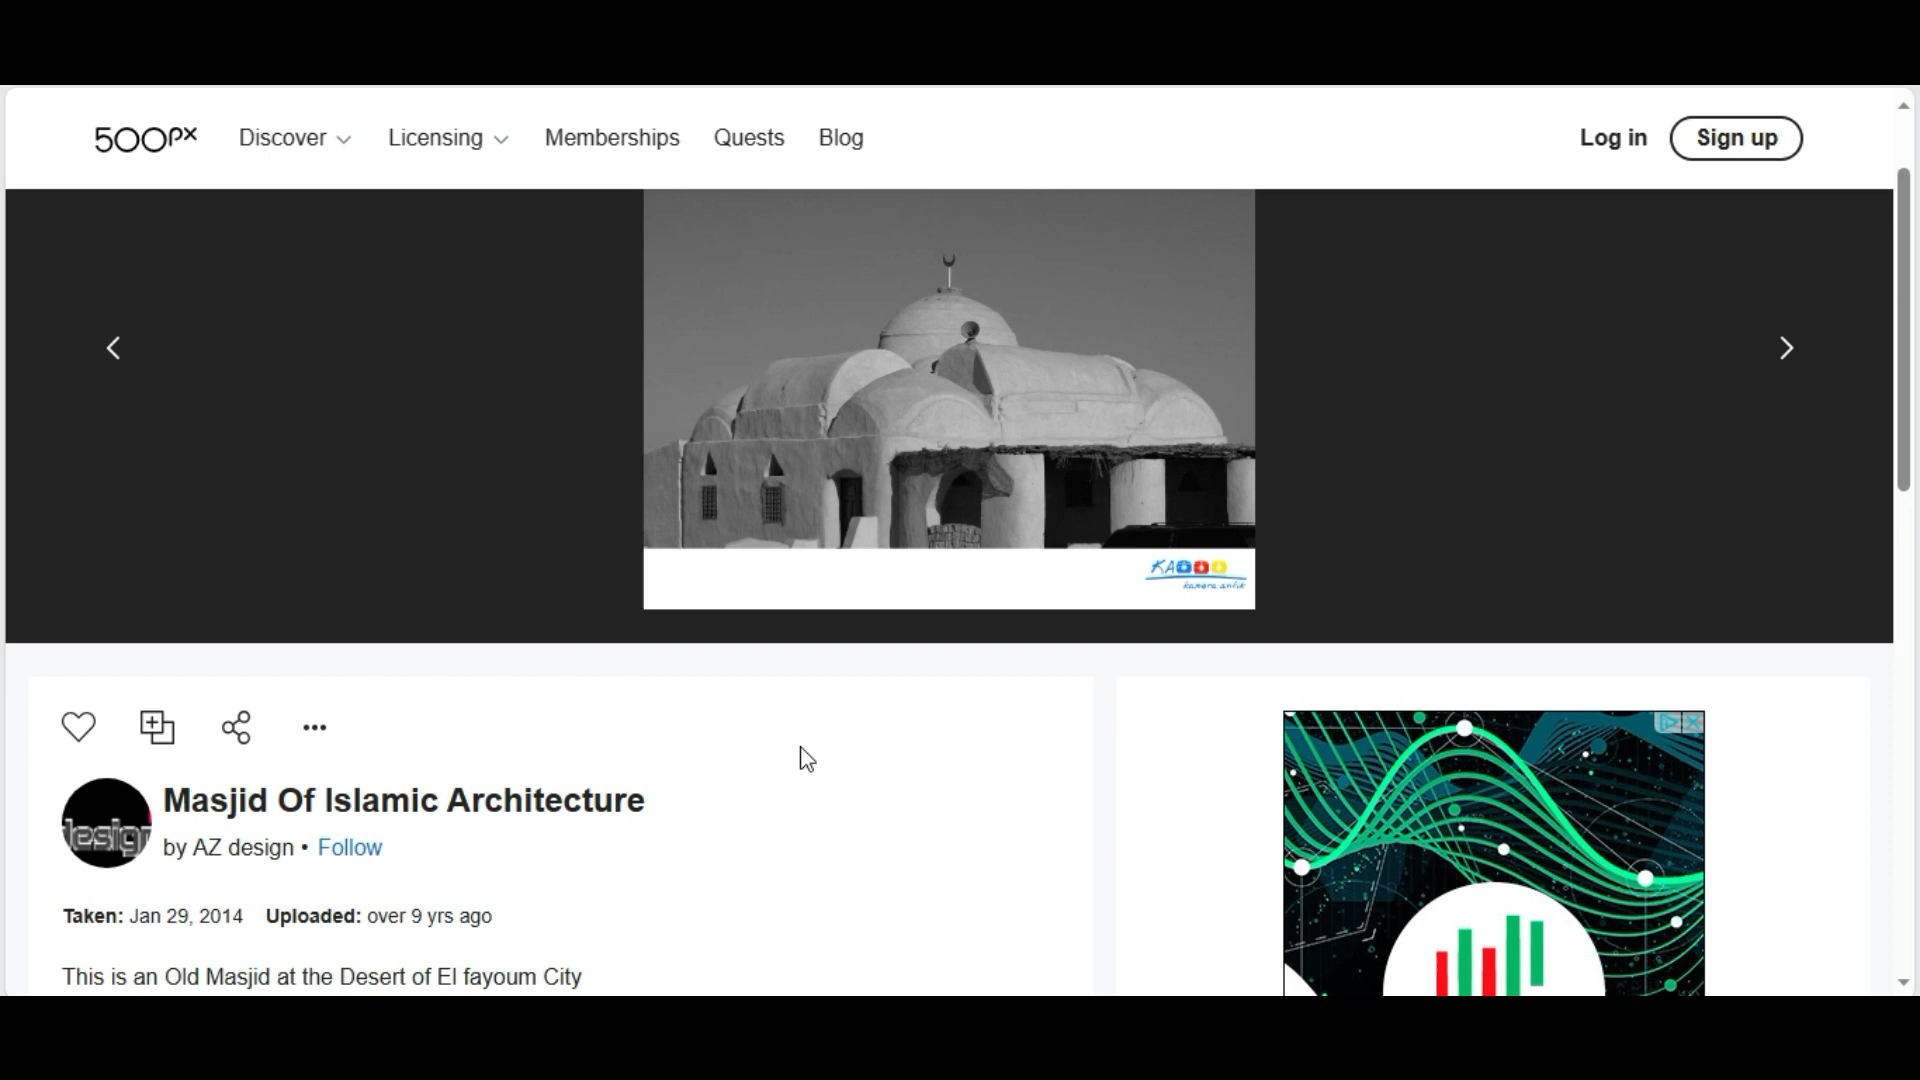 500px Discover Licensing Memberships Quests Blog Log in Sign up
KA
kamera antik
Masjid Of Islamic Architecture
design
by AZ design • Follow
Taken: Jan 29, 2014 Uploaded: over 9 yrs ago
This is an Old Masjid at the Desert of El fayoum City